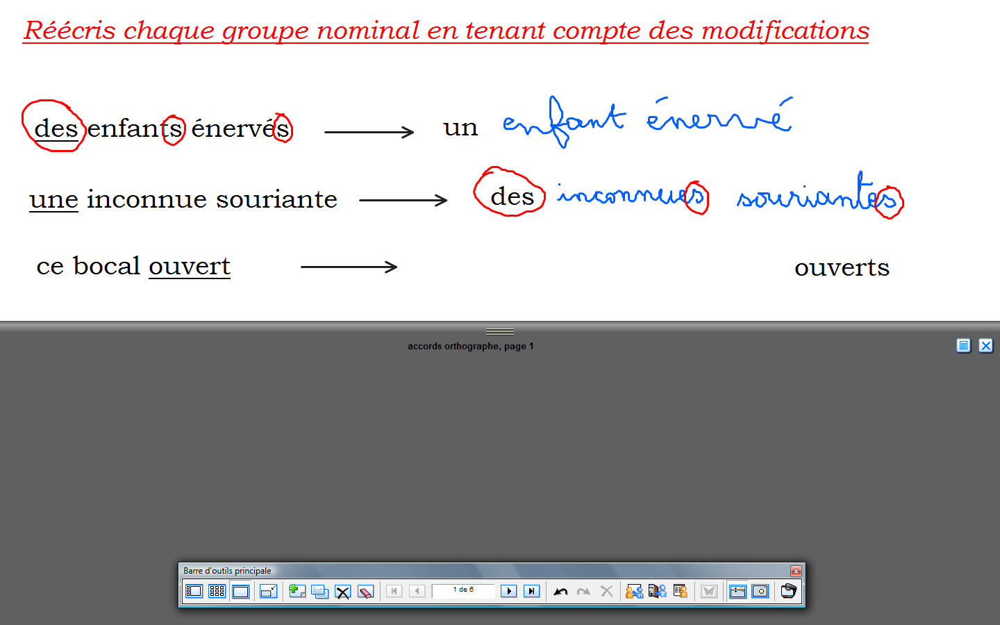 Réécris chaque groupe nominal en tenant compte des modifications
des enfants énervés un enfant énervé
une inconnue souriante des inconnues souriantes
ce bocal ouvert ouverts
accords orthographe, page 1
Barre d'outils principale
1 de 6